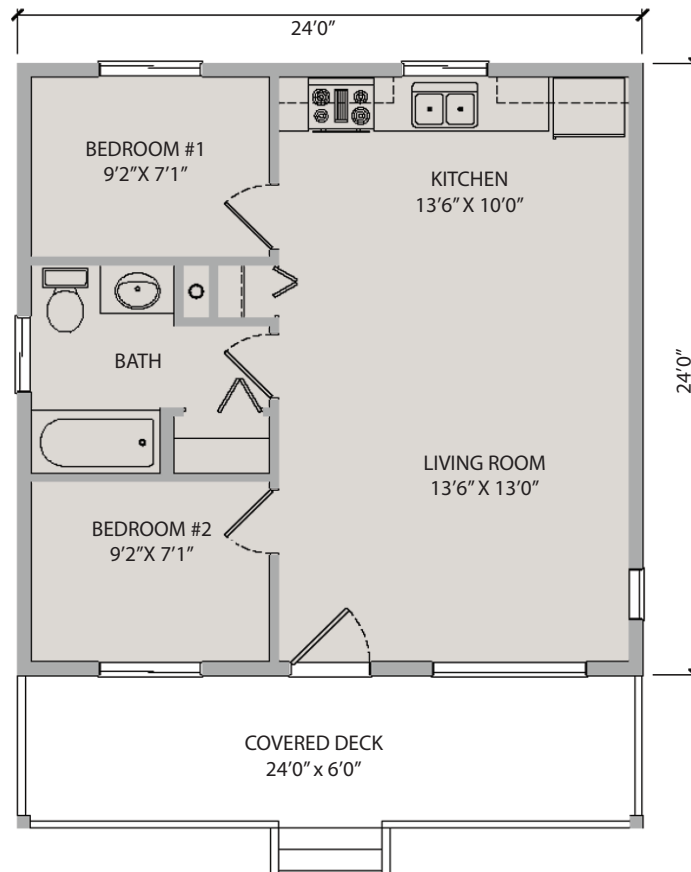 24’0”
BEDROOM #1
9’2”X 7’1”
KITCHEN
13’6” X 10’0”
BATH
24’0”
LIVING ROOM
13’6” X 13’0”
BEDROOM #2
9’2”X 7’1”
COVERED DECK
24’0” x 6’0”